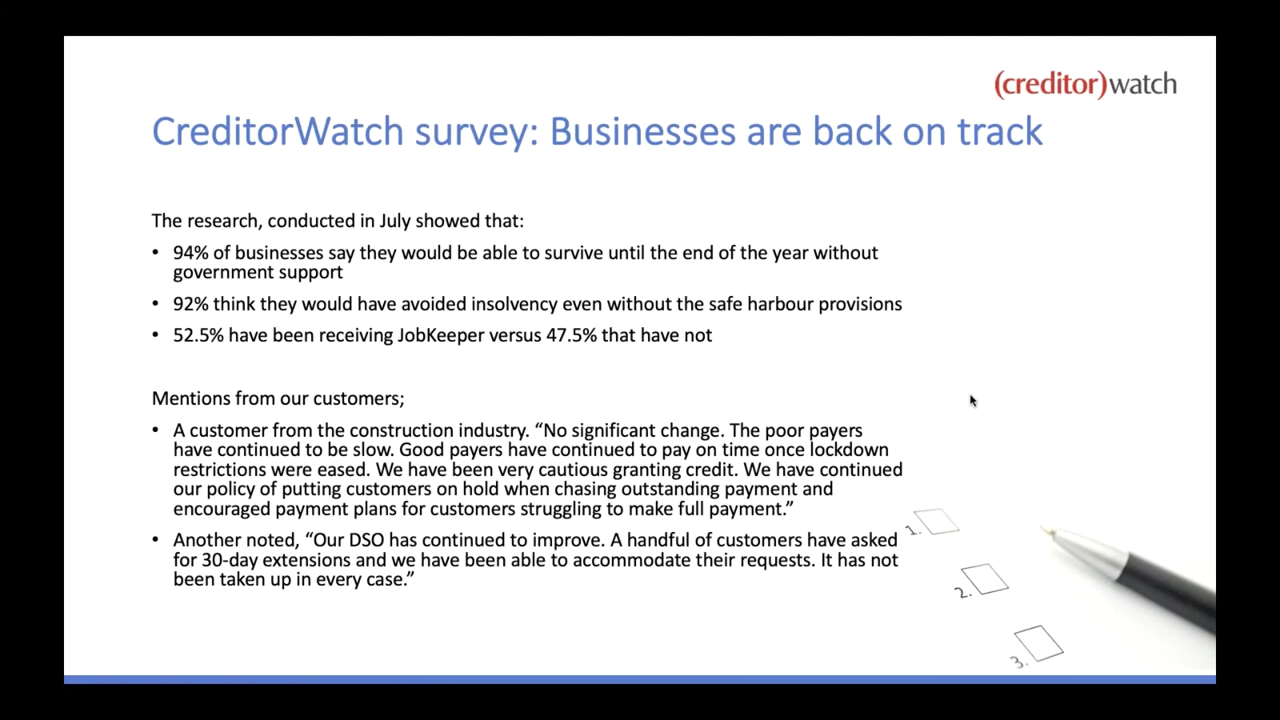 (creditor)watch
CreditorWatch survey: Businesses are back on track
The research, conducted in July showed that:
• 94% of businesses say they would be able to survive until the end of the year without
government support
• 92% think they would have avoided insolvency even without the safe harbour provisions
• 52.5% have been receiving JobKeeper versus 47.5% that have not
Mentions from our customers;
• A customer from the construction industry. “No significant change. The poor payers
have continued to be slow. Good payers have continued to pay on time once lockdown
restrictions were eased. We have been very cautious granting credit. We have continued
our policy of putting customers on hold when chasing outstanding payment and
encouraged payment plans for customers struggling to make full payment.”
• Another noted, “Our DSO has continued to improve. A handful of customers have asked
for 30-day extensions and we have been able to accommodate their requests. It has not
been taken up in every case.”
1.
2.
3.